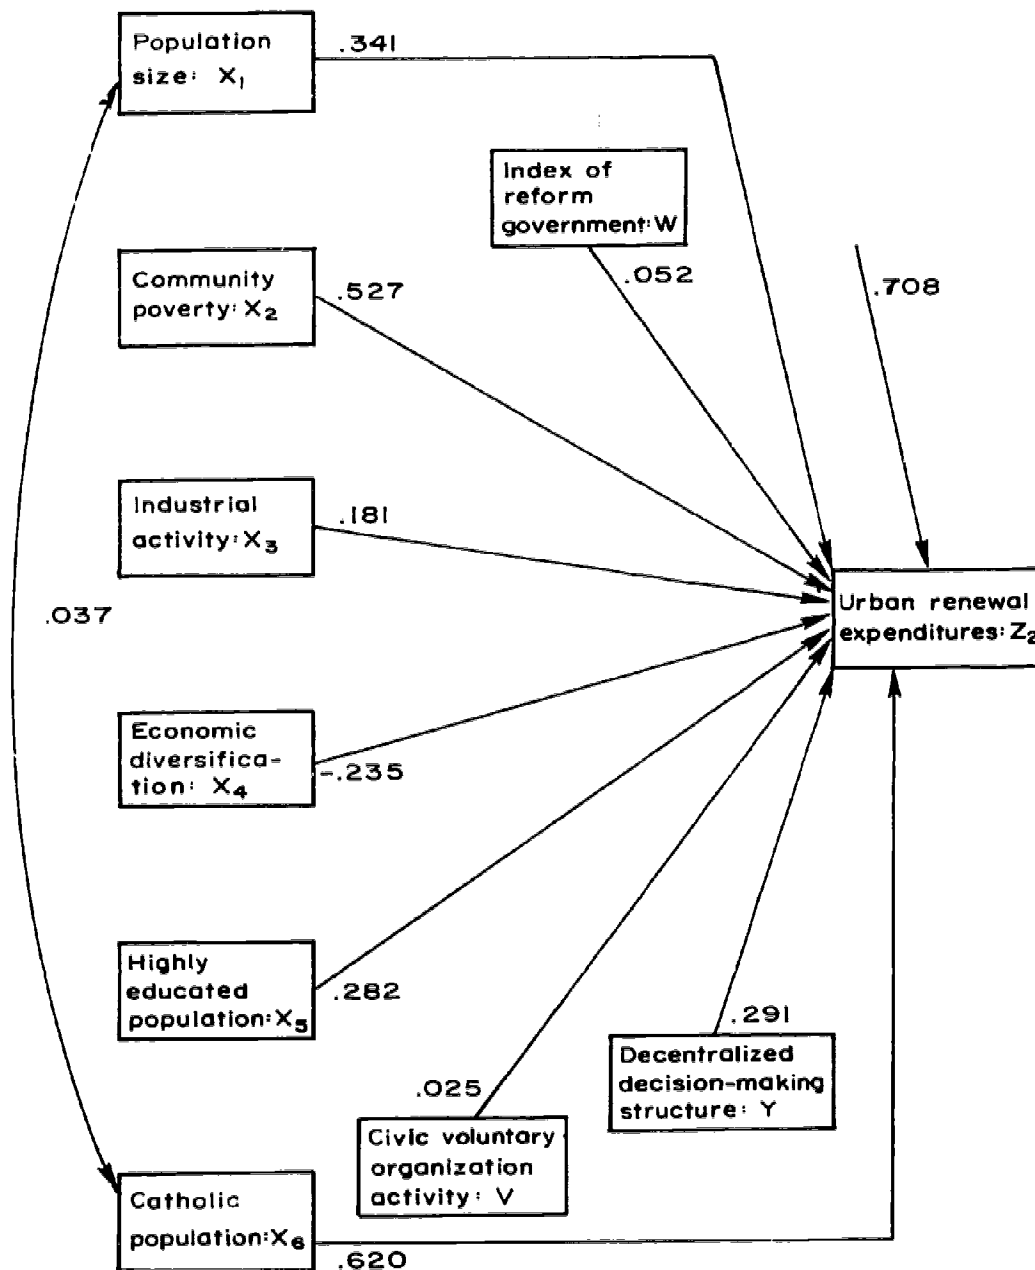 Population
size: X₁
.341
Index of
reform
government: W
.052
.708
Community
poverty: X₂
.527
Industrial
activity: X₃
.181
.037
Urban renewal
expenditures: Z₂
Economic
diversifica-
tion: X₄
-.235
Highly
educated
population: X₅
.282
.291
Decentralized
decision-making
structure: Y
.025
Civic voluntary
organization
activity: V
Catholic
population: X₆
.620